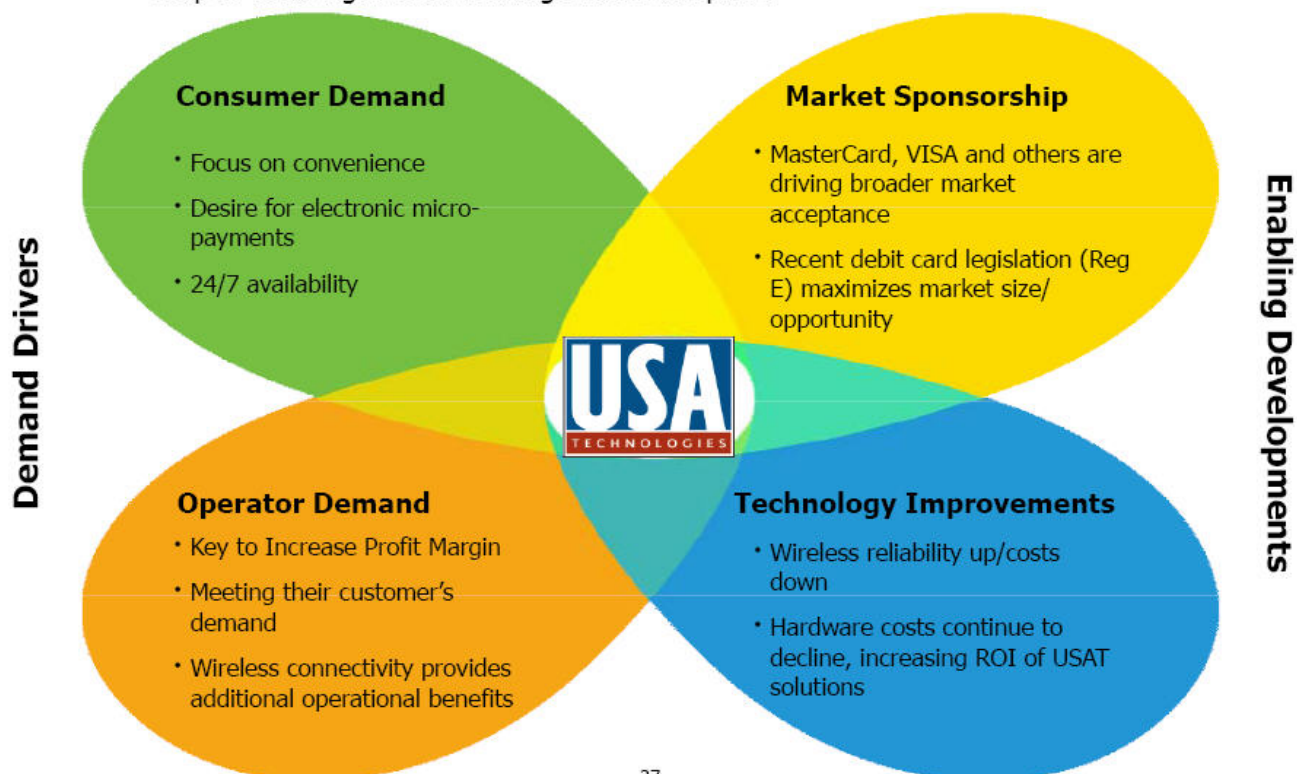 Demand Drivers
Consumer Demand
• Focus on convenience
• Desire for electronic micro-
payments
• 24/7 availability
Market Sponsorship
• MasterCard, VISA and others are
driving broader market
acceptance
• Recent debit card legislation (Reg
E) maximizes market size/
opportunity
USA
TECHNOLOGIES
Operator Demand
• Key to Increase Profit Margin
• Meeting their customer's
demand
• Wireless connectivity provides
additional operational benefits
Technology Improvements
• Wireless reliability up/costs
down
• Hardware costs continue to
decline, increasing ROI of USAT
solutions
Enabling Developments